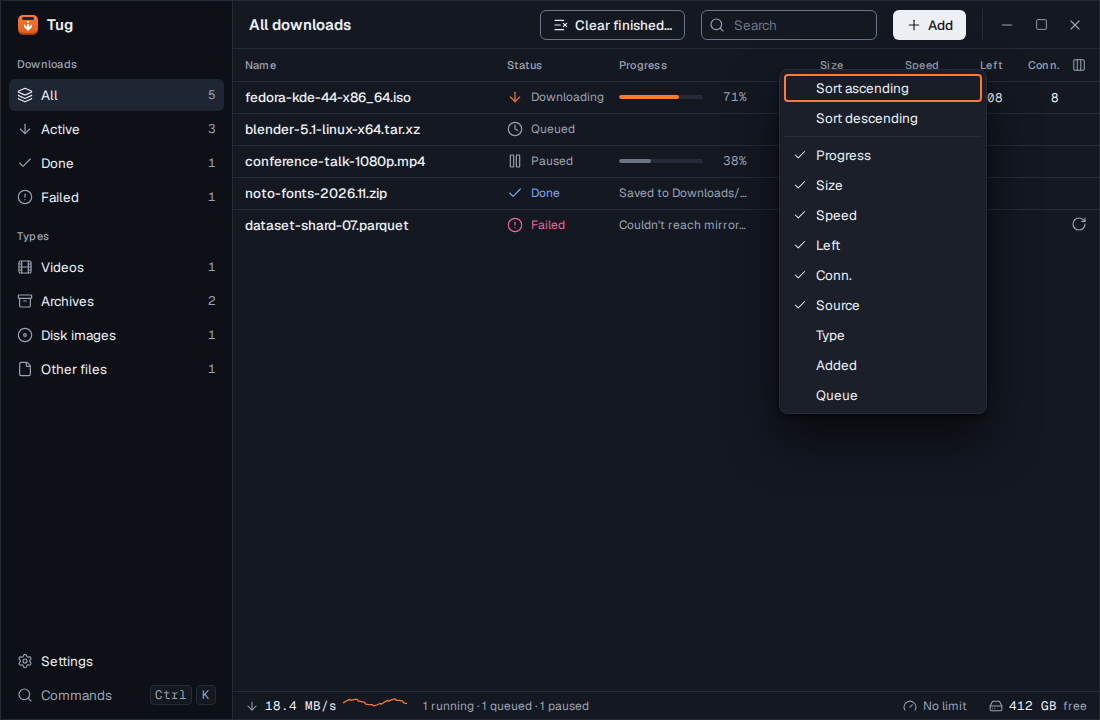 Tug
Downloads
All 5
Active 3
Done 1
Failed 1
Types
Videos 1
Archives 2
Disk images 1
Other files 1
Settings
Commands Ctrl K
All downloads
Clear finished…
Search
Add
Name Status Progress Size Speed Left Conn.
fedora-kde-44-x86_64.iso Downloading 71% 08 8
blender-5.1-linux-x64.tar.xz Queued
conference-talk-1080p.mp4 Paused 38%
noto-fonts-2026.11.zip Done Saved to Downloads/…
dataset-shard-07.parquet Failed Couldn't reach mirror…
Sort ascending
Sort descending
Progress
Size
Speed
Left
Conn.
Source
Type
Added
Queue
18.4 MB/s 1 running · 1 queued · 1 paused No limit 412 GB free